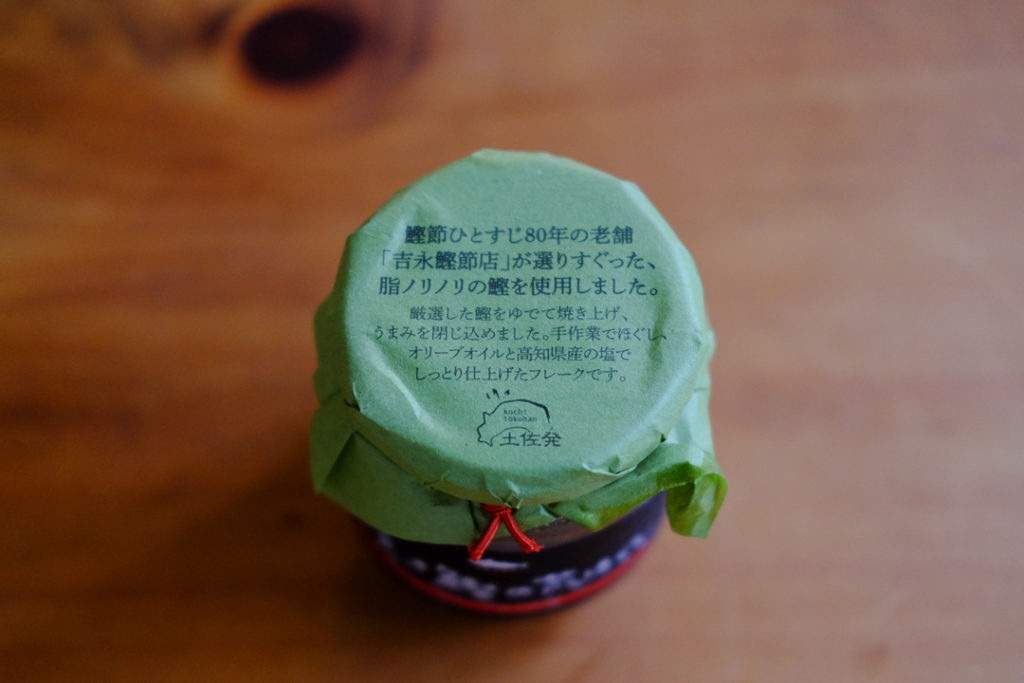 鰹節ひとすじ80年の老舗
「吉永鰹節店」が選りすぐった、
脂ノリノリの鰹を使用しました。
厳選した鰹をゆでて焼き上げ、
うまみを閉じ込めました。手作業でほぐし、
オリーブオイルと高知県産の塩で
しっとり仕上げたフレークです。
kochi
tokuhan
土佐発